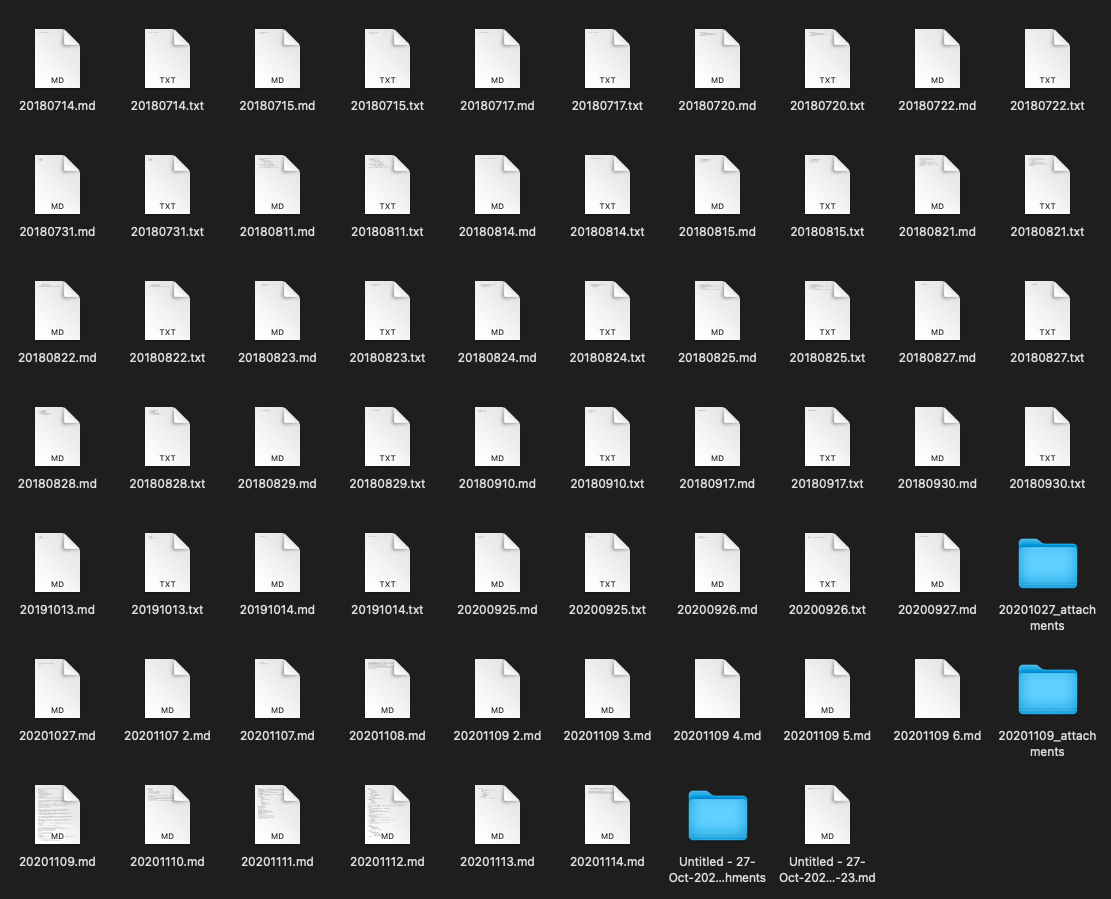 MD TXT MD TXT MD TXT MD TXT MD TXT
20180714.md 20180714.txt 20180715.md 20180715.txt 20180717.md 20180717.txt 20180720.md 20180720.txt 20180722.md 20180722.txt
MD TXT MD TXT MD TXT MD TXT MD TXT
20180731.md 20180731.txt 20180811.md 20180811.txt 20180814.md 20180814.txt 20180815.md 20180815.txt 20180821.md 20180821.txt
MD TXT MD TXT MD TXT MD TXT MD TXT
20180822.md 20180822.txt 20180823.md 20180823.txt 20180824.md 20180824.txt 20180825.md 20180825.txt 20180827.md 20180827.txt
MD TXT MD TXT MD TXT MD TXT MD TXT
20180828.md 20180828.txt 20180829.md 20180829.txt 20180910.md 20180910.txt 20180917.md 20180917.txt 20180930.md 20180930.txt
MD TXT MD TXT MD TXT MD TXT MD
20191013.md 20191013.txt 20191014.md 20191014.txt 20200925.md 20200925.txt 20200926.md 20200926.txt 20200927.md 20201027_attach
ments
MD MD MD MD MD MD MD
20201027.md 20201107 2.md 20201107.md 20201108.md 20201109 2.md 20201109 3.md 20201109 4.md 20201109 5.md 20201109 6.md 20201109_attach
ments
MD MD MD MD MD MD MD
20201109.md 20201110.md 20201111.md 20201112.md 20201113.md 20201114.md Untitled - 27- Untitled - 27-
Oct-202...hments Oct-202...-23.md